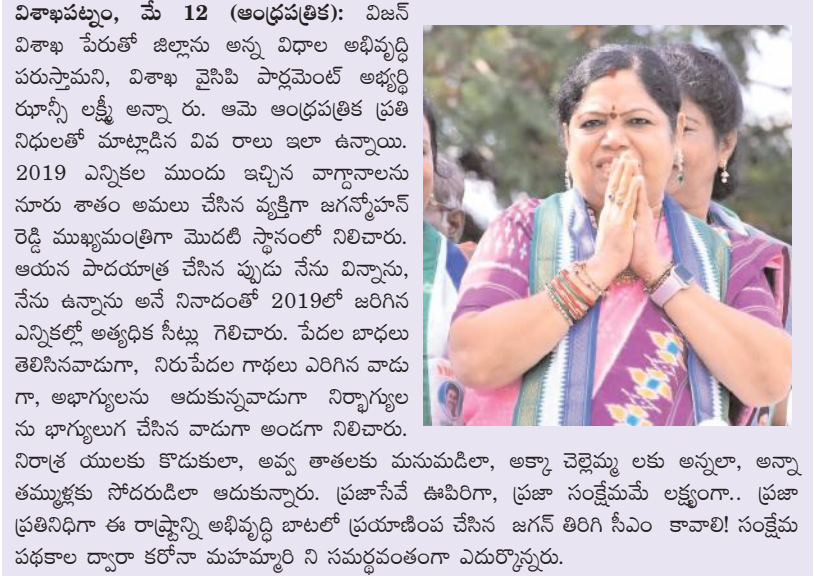 విశాఖపట్నం, మే 12 (ఆంధ్రపత్రిక): విజన్
విశాఖ పేరుతో జిల్లాను అన్న విధాల అభివృద్ధి
పరుస్తామని, విశాఖ వైసిపి పార్లమెంట్ అభ్యర్థి
ఝాన్సీ లక్ష్మీ అన్నా రు. ఆమె ఆంధ్రపత్రిక ప్రతి
నిధులతో మాట్లాడిన వివ రాలు ఇలా ఉన్నాయి.
2019 ఎన్నికల ముందు ఇచ్చిన వాగ్దానాలను
నూరు శాతం అమలు చేసిన వ్యక్తిగా జగన్మోహన్
రెడ్డి ముఖ్యమంత్రిగా మొదటి స్థానంలో నిలిచారు.
ఆయన పాదయాత్ర చేసిన ప్పుడు నేను విన్నాను,
నేను ఉన్నాను అనే నినాదంతో 2019లో జరిగిన
ఎన్నికల్లో అత్యధిక సీట్లు గెలిచారు. పేదల బాధలు
తెలిసినవాడుగా, నిరుపేదల గాథలు ఎరిగిన వాడు
గా, అభాగ్యులను ఆదుకున్నవాడుగా నిర్భాగ్యుల
ను భాగ్యులుగ చేసిన వాడుగా అండగా నిలిచారు.
నిరాశ్ర యులకు కొడుకులా, అవ్వ తాతలకు మనుమడిలా, అక్కా చెల్లెమ్మ లకు అన్నలా, అన్నా
తమ్ముళ్లకు సోదరుడిలా ఆదుకున్నారు. ప్రజాసేవే ఊపిరిగా, ప్రజా సంక్షేమమే లక్ష్యంగా.. ప్రజా
ప్రతినిధిగా ఈ రాష్ట్రాన్ని అభివృద్ధి బాటలో ప్రయాణింప చేసిన జగన్ తిరిగి సీఎం కావాలి! సంక్షేమ
పథకాల ద్వారా కరోనా మహమ్మారి ని సమర్థవంతంగా ఎదుర్కొన్నరు.